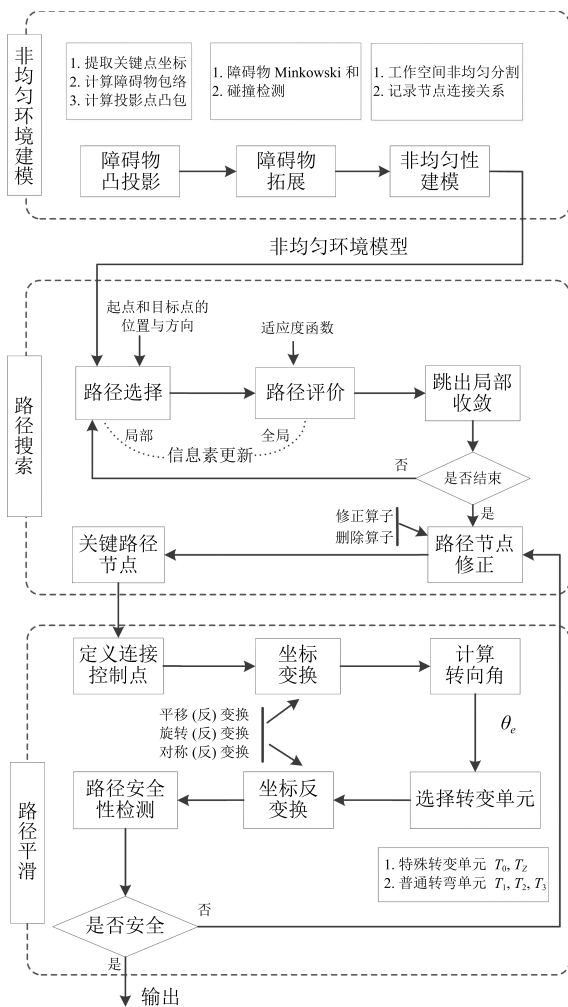 非均匀环境建模
1. 提取关键点坐标
2. 计算障碍物包络
3. 计算投影点凸包
1. 障碍物 Minkowski 和
2. 碰撞检测
1. 工作空间非均匀分割
2. 记录节点连接关系
障碍物
凸投影
障碍物
拓展
非均匀性
建模
非均匀环境模型
路径搜索
起点和目标点的
位置与方向
适应度函数
路径选择
路径评价
跳出局部
收敛
局部
信息素更新
全局
否
是否结束
是
修正算子
删除算子
关键路径
节点
路径节点
修正
路径平滑
定义连接
控制点
坐标
变换
计算
转向角
平移 (反) 变换
旋转 (反) 变换
对称 (反) 变换
θe
路径安全
性检测
坐标反
变换
选择转变单元
1. 特殊转变单元 T0, TZ
2. 普通转弯单元 T1, T2, T3
是否安全
否
是
输出